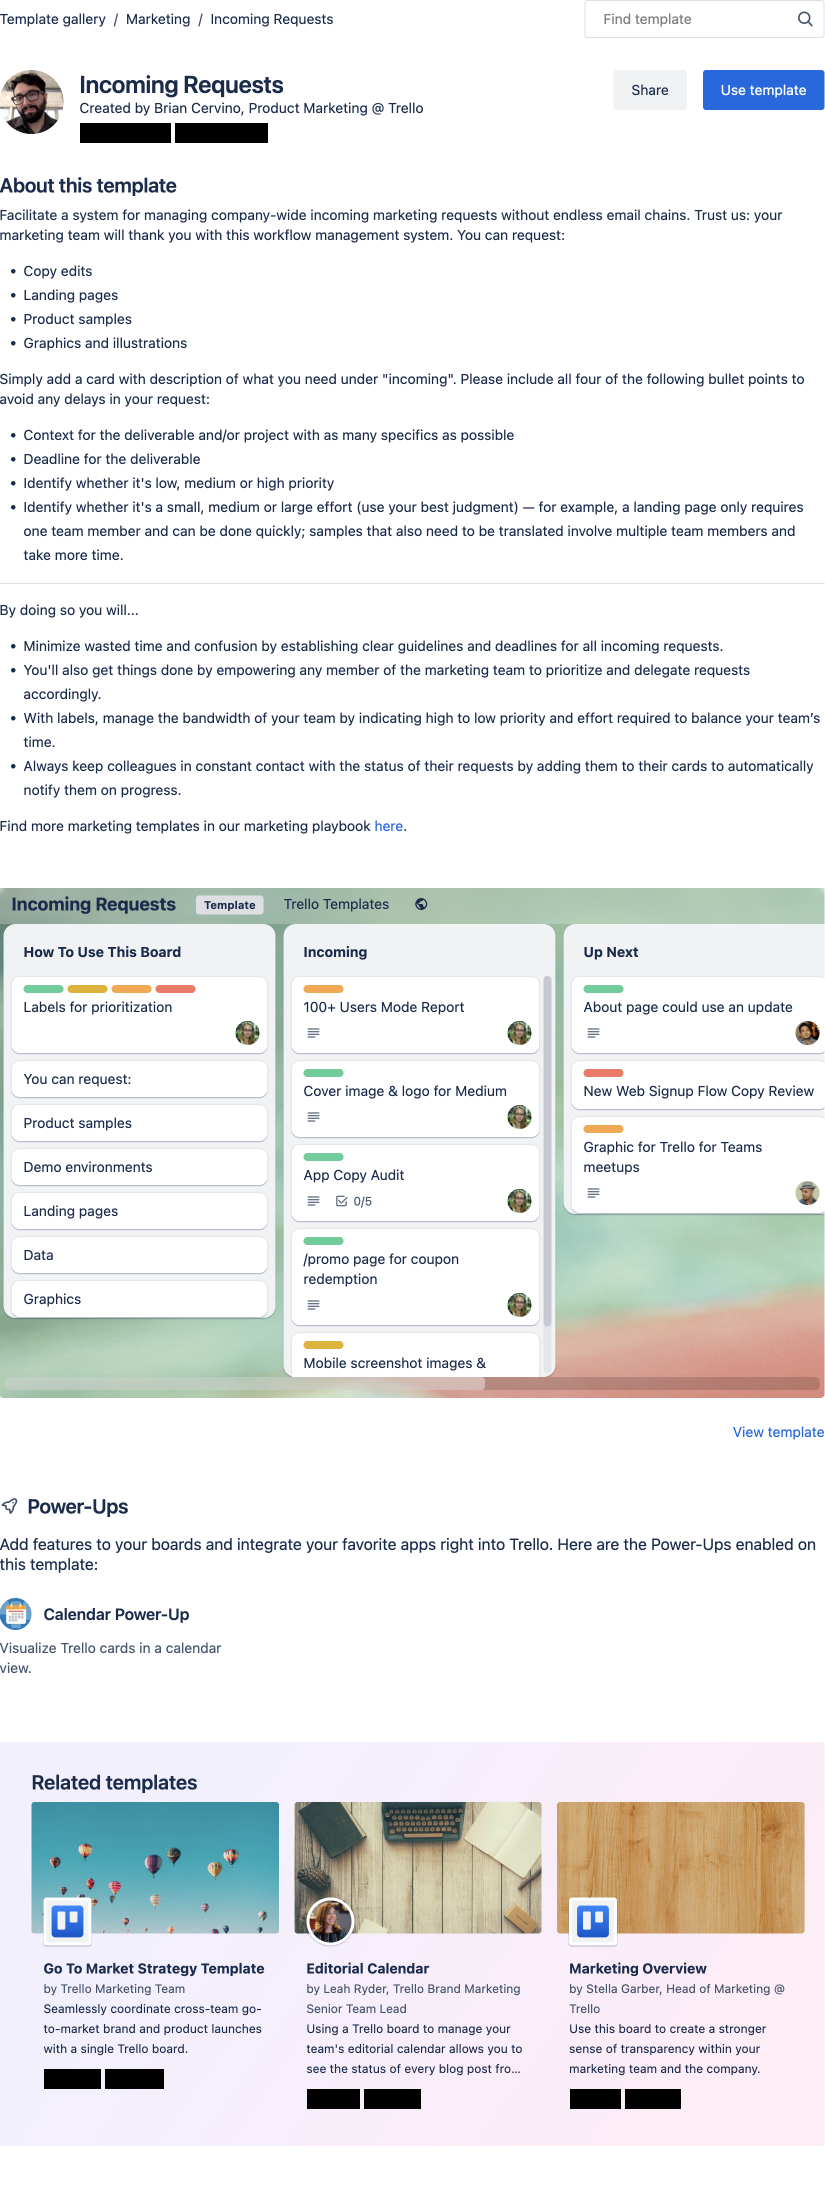 Template gallery / Marketing / Incoming Requests
Find template
Incoming Requests
Created by Brian Cervino, Product Marketing @ Trello
Share
Use template
About this template
Facilitate a system for managing company-wide incoming marketing requests without endless email chains. Trust us: your
marketing team will thank you with this workflow management system. You can request:
• Copy edits
• Landing pages
• Product samples
• Graphics and illustrations
Simply add a card with description of what you need under "incoming". Please include all four of the following bullet points to
avoid any delays in your request:
• Context for the deliverable and/or project with as many specifics as possible
• Deadline for the deliverable
• Identify whether it's low, medium or high priority
• Identify whether it's a small, medium or large effort (use your best judgment) — for example, a landing page only requires
one team member and can be done quickly; samples that also need to be translated involve multiple team members and
take more time.
By doing so you will...
• Minimize wasted time and confusion by establishing clear guidelines and deadlines for all incoming requests.
• You'll also get things done by empowering any member of the marketing team to prioritize and delegate requests
accordingly.
• With labels, manage the bandwidth of your team by indicating high to low priority and effort required to balance your team’s
time.
• Always keep colleagues in constant contact with the status of their requests by adding them to their cards to automatically
notify them on progress.
Find more marketing templates in our marketing playbook here.
Incoming Requests
Template
Trello Templates
How To Use This Board
Labels for prioritization
You can request:
Product samples
Demo environments
Landing pages
Data
Graphics
Incoming
100+ Users Mode Report
Cover image & logo for Medium
App Copy Audit
0/5
/promo page for coupon
redemption
Mobile screenshot images &
Up Next
About page could use an update
New Web Signup Flow Copy Review
Graphic for Trello for Teams
meetups
View template
Power-Ups
Add features to your boards and integrate your favorite apps right into Trello. Here are the Power-Ups enabled on
this template:
Calendar Power-Up
Visualize Trello cards in a calendar
view.
Related templates
Go To Market Strategy Template
by Trello Marketing Team
Seamlessly coordinate cross-team go-
to-market brand and product launches
with a single Trello board.
Editorial Calendar
by Leah Ryder, Trello Brand Marketing
Senior Team Lead
Using a Trello board to manage your
team's editorial calendar allows you to
see the status of every blog post fro...
Marketing Overview
by Stella Garber, Head of Marketing @
Trello
Use this board to create a stronger
sense of transparency within your
marketing team and the company.